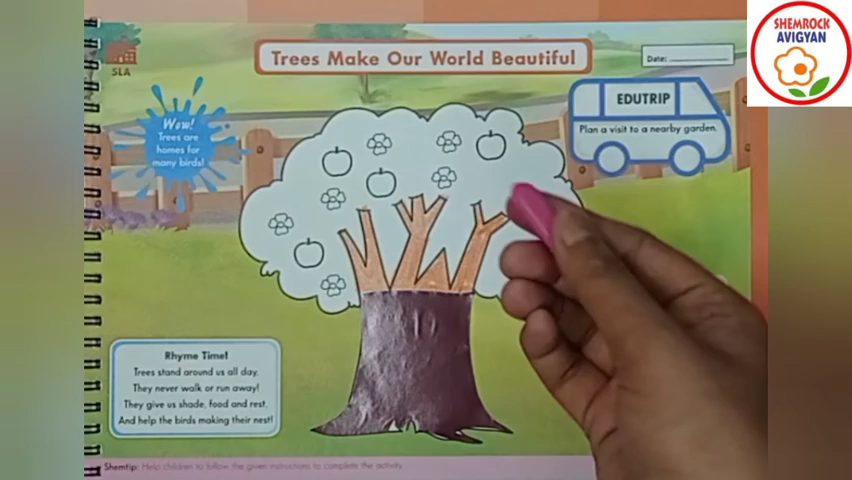 SHEMROCK
AVIGYAN
Trees Make Our World Beautiful
Date:
SLA
EDUTRIP
Plan a visit to a nearby garden.
Wow!
Trees are
homes for
many birds!
Rhyme Time!
Trees stand around us all day,
They never walk or run away!
They give us shade, food and rest,
And help the birds making their nest!
Shemtip: Help children to follow the given instructions to complete the activity.